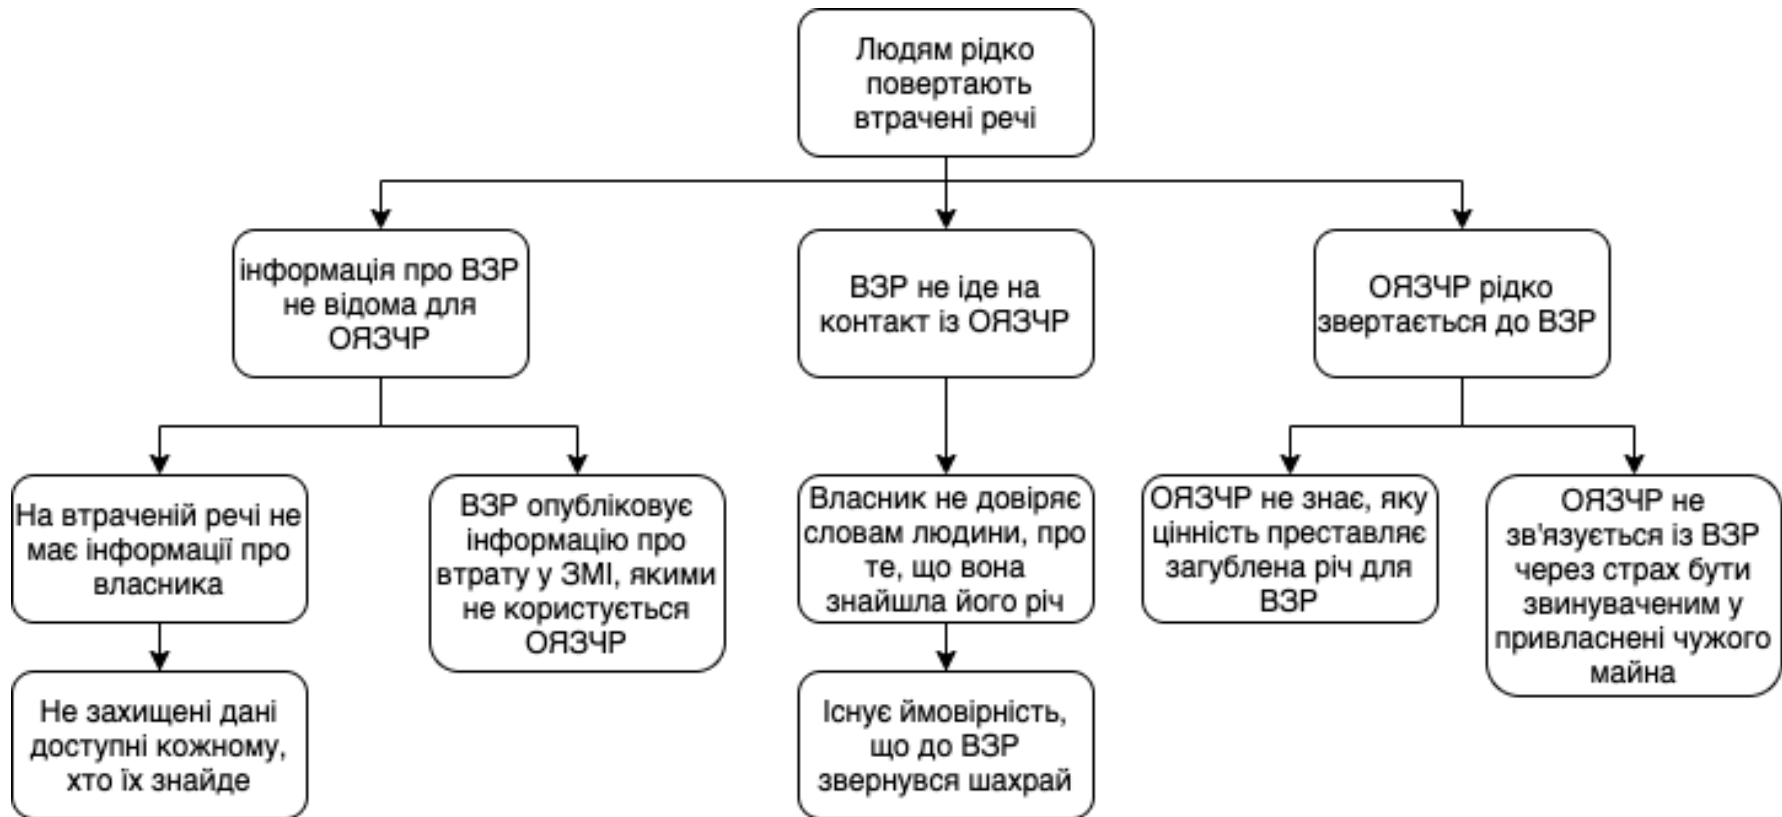 Людям рідко
повертають
втрачені речі
інформація про ВЗР
не відома для
ОЯЗЧР
ВЗР не іде на
контакт із ОЯЗЧР
ОЯЗЧР рідко
звертається до ВЗР
На втраченій речі не
має інформації про
власника
ВЗР опубліковує
інформацію про
втрату у ЗМІ, якими
не користується
ОЯЗЧР
Власник не довіряє
словам людини, про
те, що вона
знайшла його річ
ОЯЗЧР не знає, яку
цінність преставляє
загублена річ для
ВЗР
ОЯЗЧР не
зв'язується із ВЗР
через страх бути
звинуваченим у
привласнені чужого
майна
Не захищені дані
доступні кожному,
хто їх знайде
Існує ймовірність,
що до ВЗР
звернувся шахрай